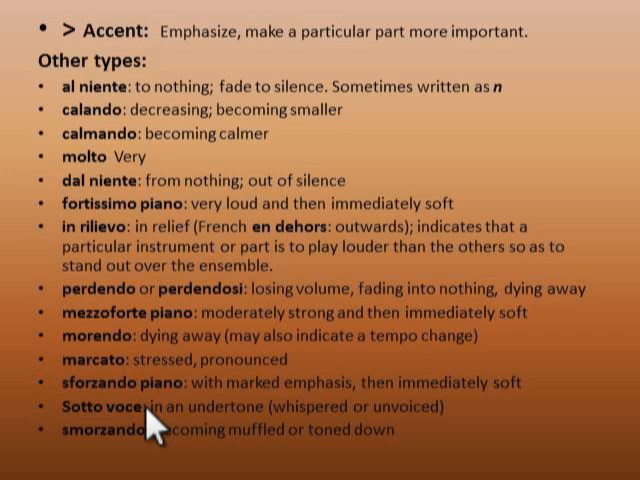 • > Accent: Emphasize, make a particular part more important.
Other types:
• al niente: to nothing; fade to silence. Sometimes written as n
• calando: decreasing; becoming smaller
• calmando: becoming calmer
• molto Very
• dal niente: from nothing; out of silence
• fortissimo piano: very loud and then immediately soft
• in rilievo: in relief (French en dehors: outwards); indicates that a
particular instrument or part is to play louder than the others so as to
stand out over the ensemble.
• perdendo or perdendosi: losing volume, fading into nothing, dying away
• mezzoforte piano: moderately strong and then immediately soft
• morendo: dying away (may also indicate a tempo change)
• marcato: stressed, pronounced
• sforzando piano: with marked emphasis, then immediately soft
• Sotto voce: in an undertone (whispered or unvoiced)
• smorzando muffled or toned down